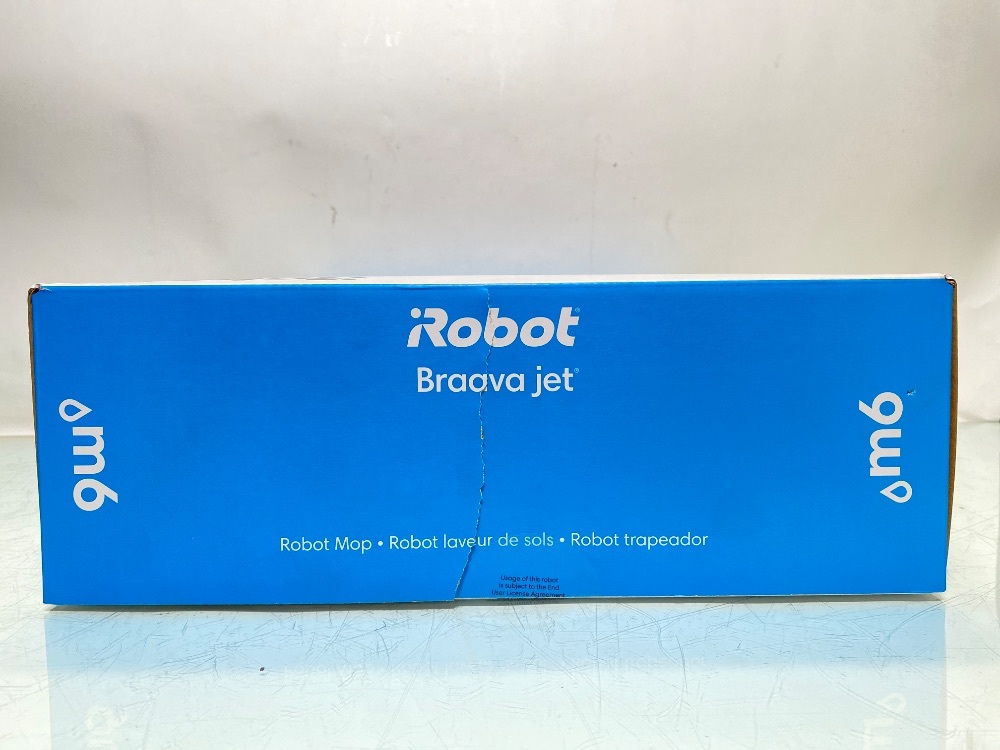 iRobot®
Braava jet®
m6
m6
Robot Mop • Robot laveur de sols • Robot trapeador
Usage of this robot
is subject to the End
User License Agreement